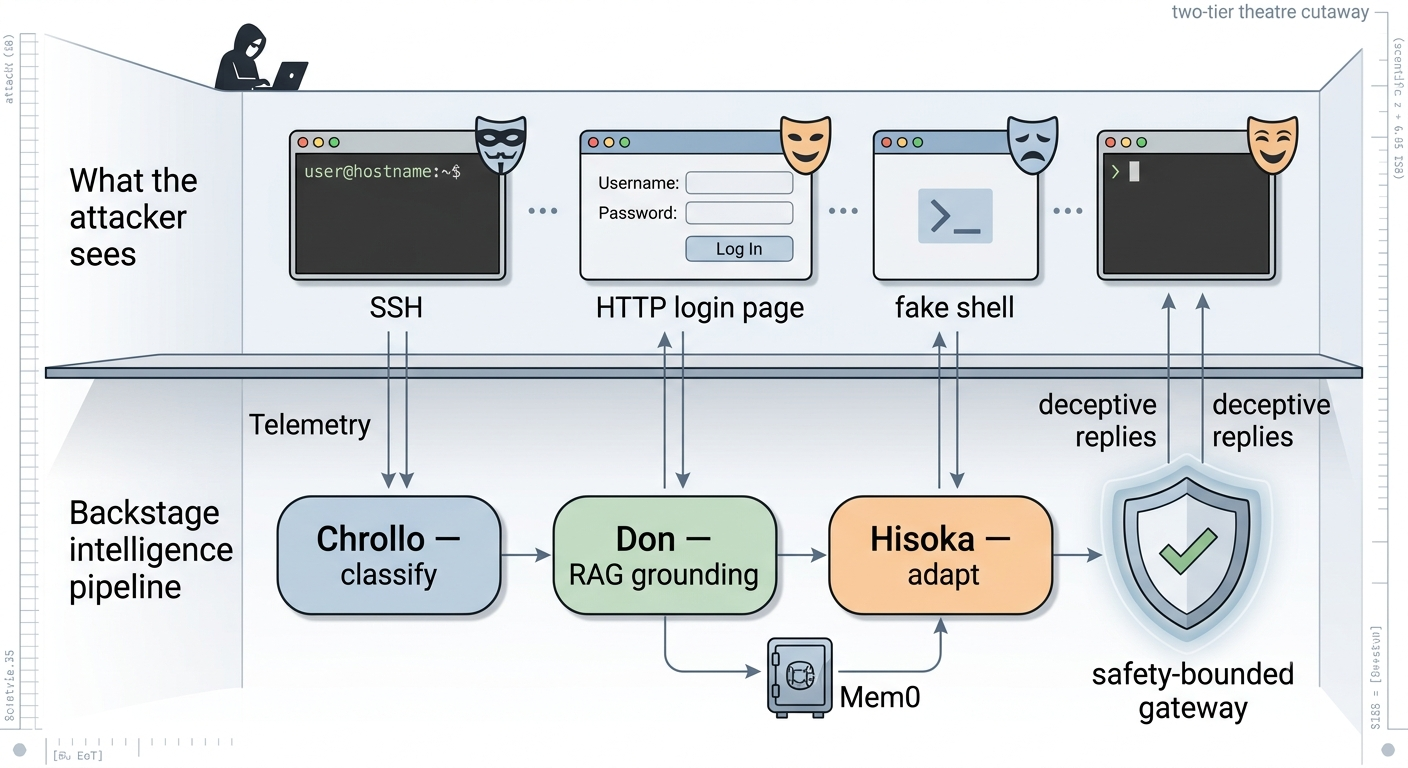 two-tier theatre cutaway
What the
attacker
sees
user@hostname:~$
Username:
Password:
Log In
SSH
HTTP login page
fake shell
Telemetry
deceptive
replies
deceptive
replies
Backstage
intelligence
pipeline
Chrollo —
classify
Don —
RAG grounding
Hisoka —
adapt
Mem0
safety-bounded
gateway